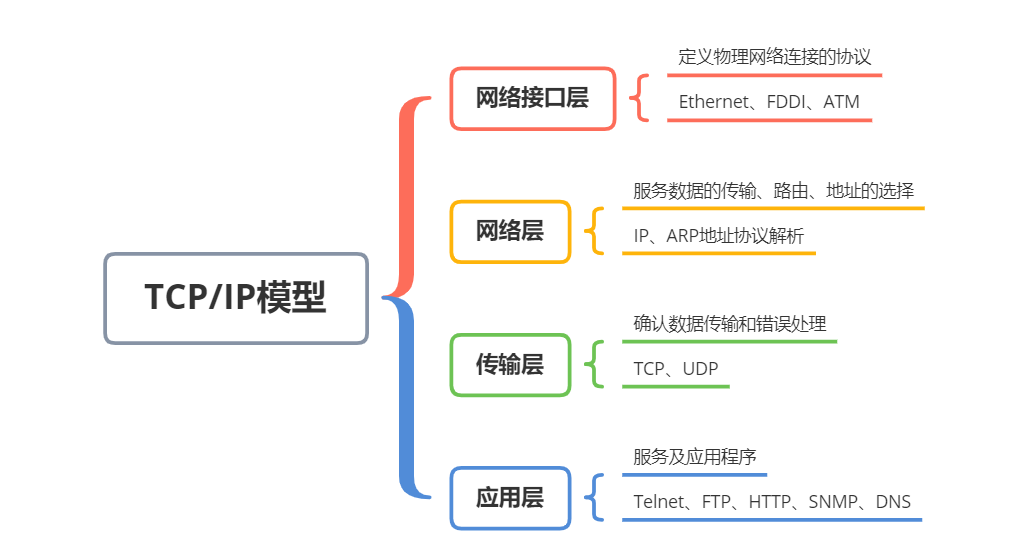 TCP/IP模型
网络接口层
定义物理网络连接的协议
Ethernet、FDDI、ATM
网络层
服务数据的传输、路由、地址的选择
IP、ARP地址协议解析
传输层
确认数据传输和错误处理
TCP、UDP
应用层
服务及应用程序
Telnet、FTP、HTTP、SNMP、DNS